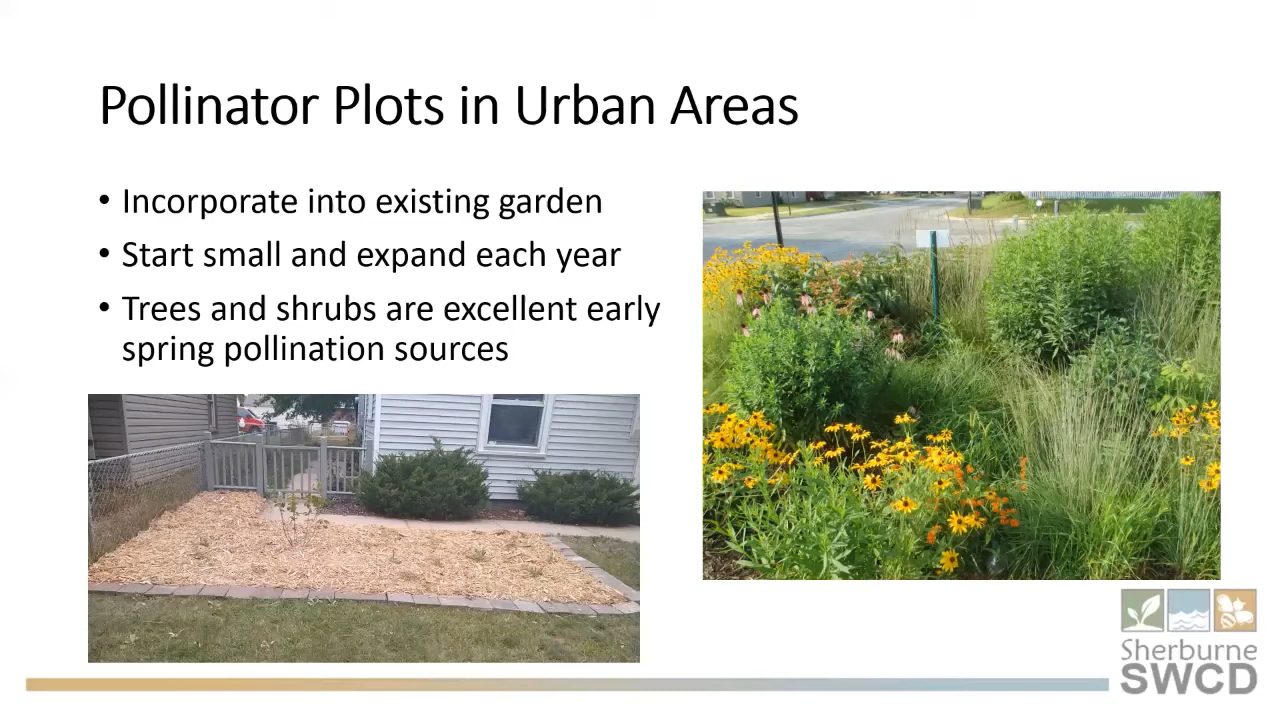 Pollinator Plots in Urban Areas
• Incorporate into existing garden
• Start small and expand each year
• Trees and shrubs are excellent early
spring pollination sources
Sherburne
SWCD